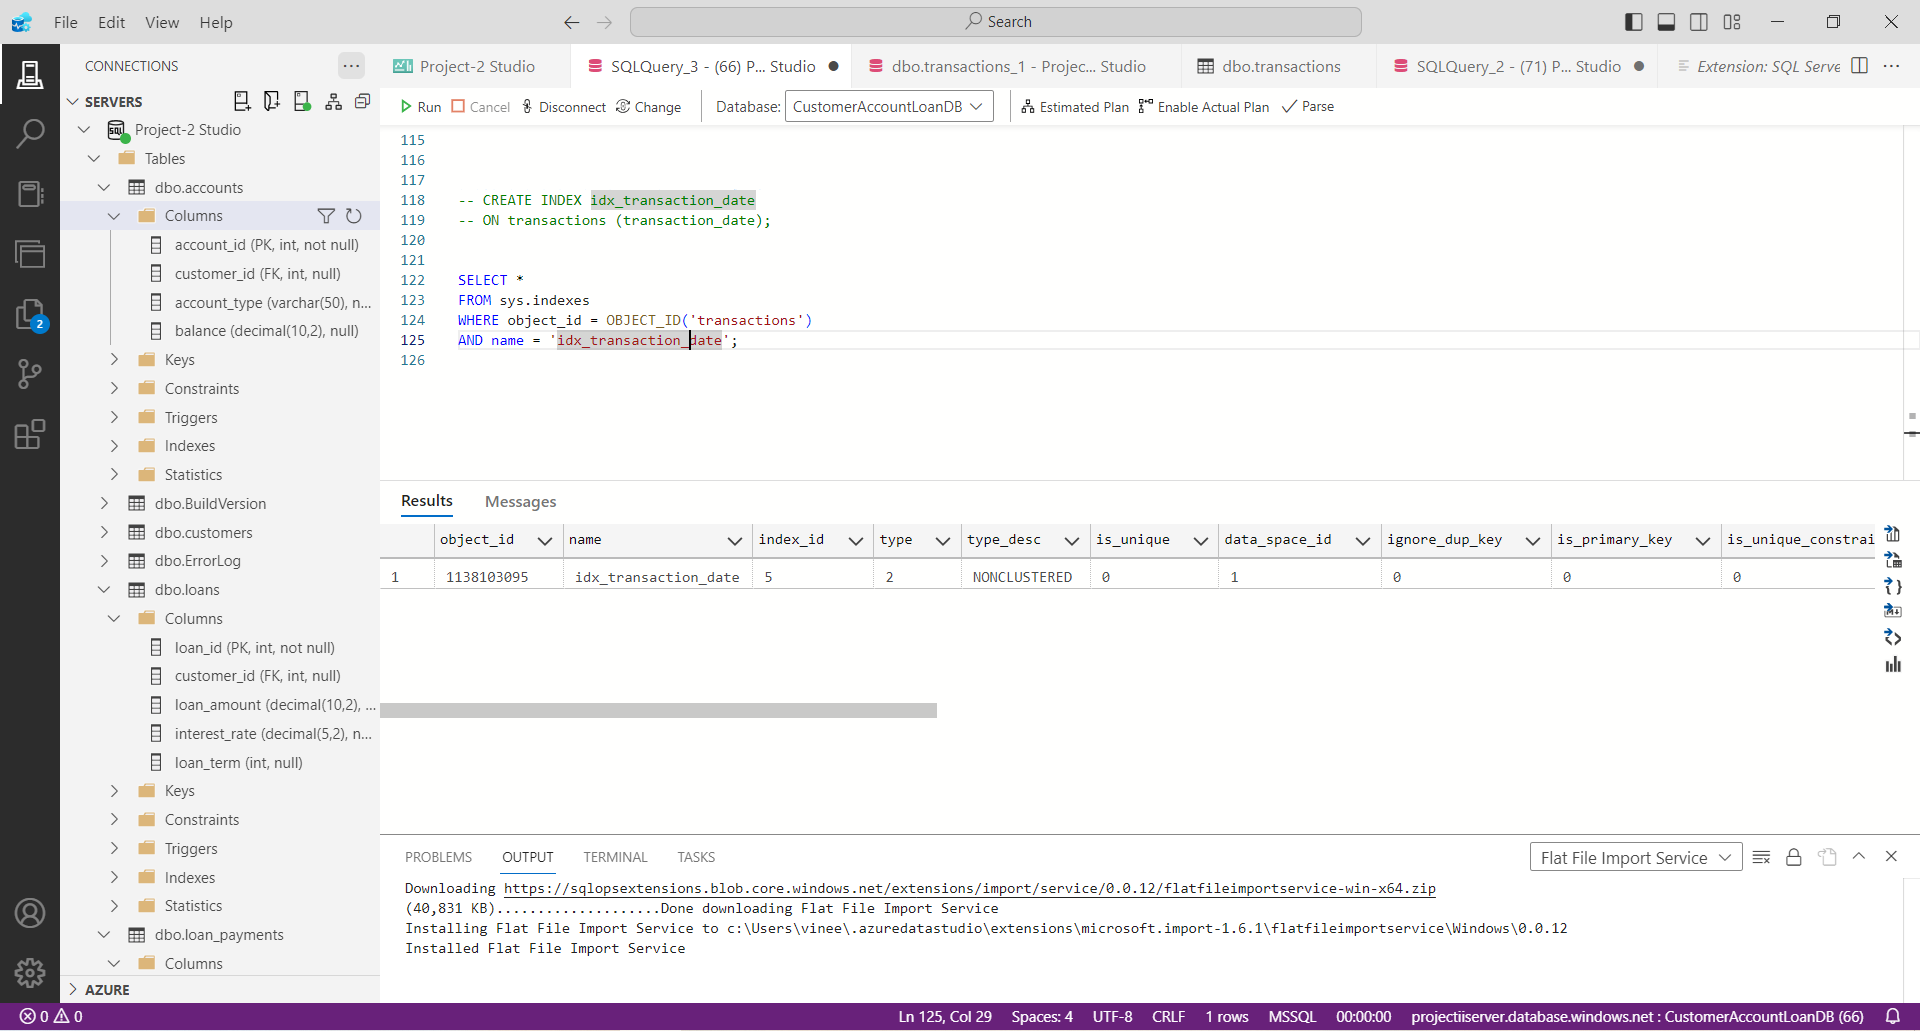 File Edit View Help
Search
CONNECTIONS
SERVERS
Project-2 Studio
Tables
dbo.accounts
Columns
account_id (PK, int, not null)
customer_id (FK, int, null)
account_type (varchar(50), n...
balance (decimal(10,2), null)
Keys
Constraints
Triggers
Indexes
Statistics
dbo.BuildVersion
dbo.customers
dbo.ErrorLog
dbo.loans
Columns
loan_id (PK, int, not null)
customer_id (FK, int, null)
loan_amount (decimal(10,2), ...
interest_rate (decimal(5,2), n...
loan_term (int, null)
Keys
Constraints
Triggers
Indexes
Statistics
dbo.loan_payments
Columns
AZURE
2
Project-2 Studio SQLQuery_3 - (66) P... Studio dbo.transactions_1 - Projec... Studio dbo.transactions SQLQuery_2 - (71) P... Studio Extension: SQL Serve
Run Cancel Disconnect Change Database: CustomerAccountLoanDB Estimated Plan Enable Actual Plan Parse
115
116
117
118 -- CREATE INDEX idx_transaction_date
119 -- ON transactions (transaction_date);
120
121
122 SELECT *
123 FROM sys.indexes
124 WHERE object_id = OBJECT_ID('transactions')
125 AND name = 'idx_transaction_date';
126
Results Messages
object_id name index_id type type_desc is_unique data_space_id ignore_dup_key is_primary_key is_unique_constrai
1 1138103095 idx_transaction_date 5 2 NONCLUSTERED 0 1 0 0 0
PROBLEMS OUTPUT TERMINAL TASKS Flat File Import Service
Downloading https://sqlopsextensions.blob.core.windows.net/extensions/import/service/0.0.12/flatfileimportservice-win-x64.zip
(40,831 KB)....................Done downloading Flat File Import Service
Installing Flat File Import Service to c:\Users\vinee\.azuredatastudio\extensions\microsoft.import-1.6.1\flatfileimportservice\Windows\0.0.12
Installed Flat File Import Service
0 0 Ln 125, Col 29 Spaces: 4 UTF-8 CRLF 1 rows MSSQL 00:00:00 projectiiserver.database.windows.net : CustomerAccountLoanDB (66)